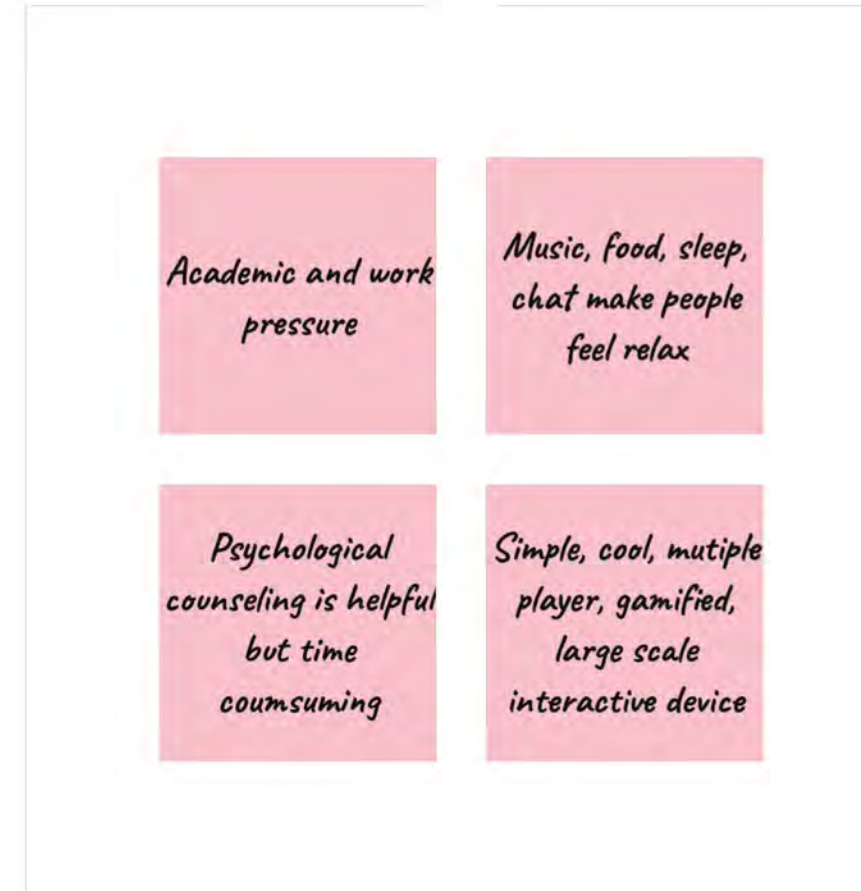 Academic and work
pressure
Music, food, sleep,
chat make people
feel relax
Psychological
counseling is helpful
but time
coumsuming
Simple, cool, mutiple
player, gamified,
large scale
interactive device